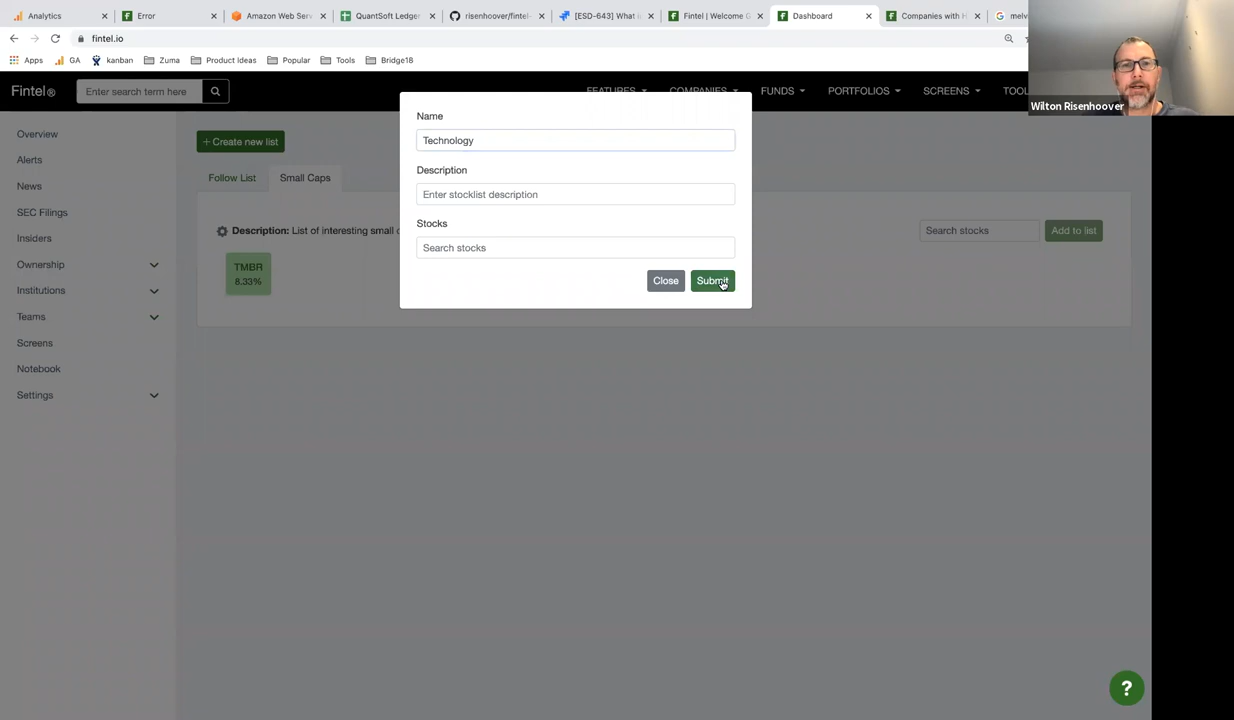 Analytics
Error
Amazon Web Serv
QuantSoft Ledger
risenhoover/fintel-
[ESD-643] What i
Fintel | Welcome G
Dashboard
Companies with H
melv
fintel.io
Apps
GA
kanban
Zuma
Product Ideas
Popular
Tools
Bridge18
Fintel®
Enter search term here
FEATURES
COMPANIES
FUNDS
PORTFOLIOS
SCREENS
TOOL
Wilton Risenhoover
Overview
Alerts
News
SEC Filings
Insiders
Ownership
Institutions
Teams
Screens
Notebook
Settings
+ Create new list
Follow List
Small Caps
Description: List of interesting small c
TMBR
8.33%
Search stocks
Add to list
Name
Technology
Description
Enter stocklist description
Stocks
Search stocks
Close
Submit
?